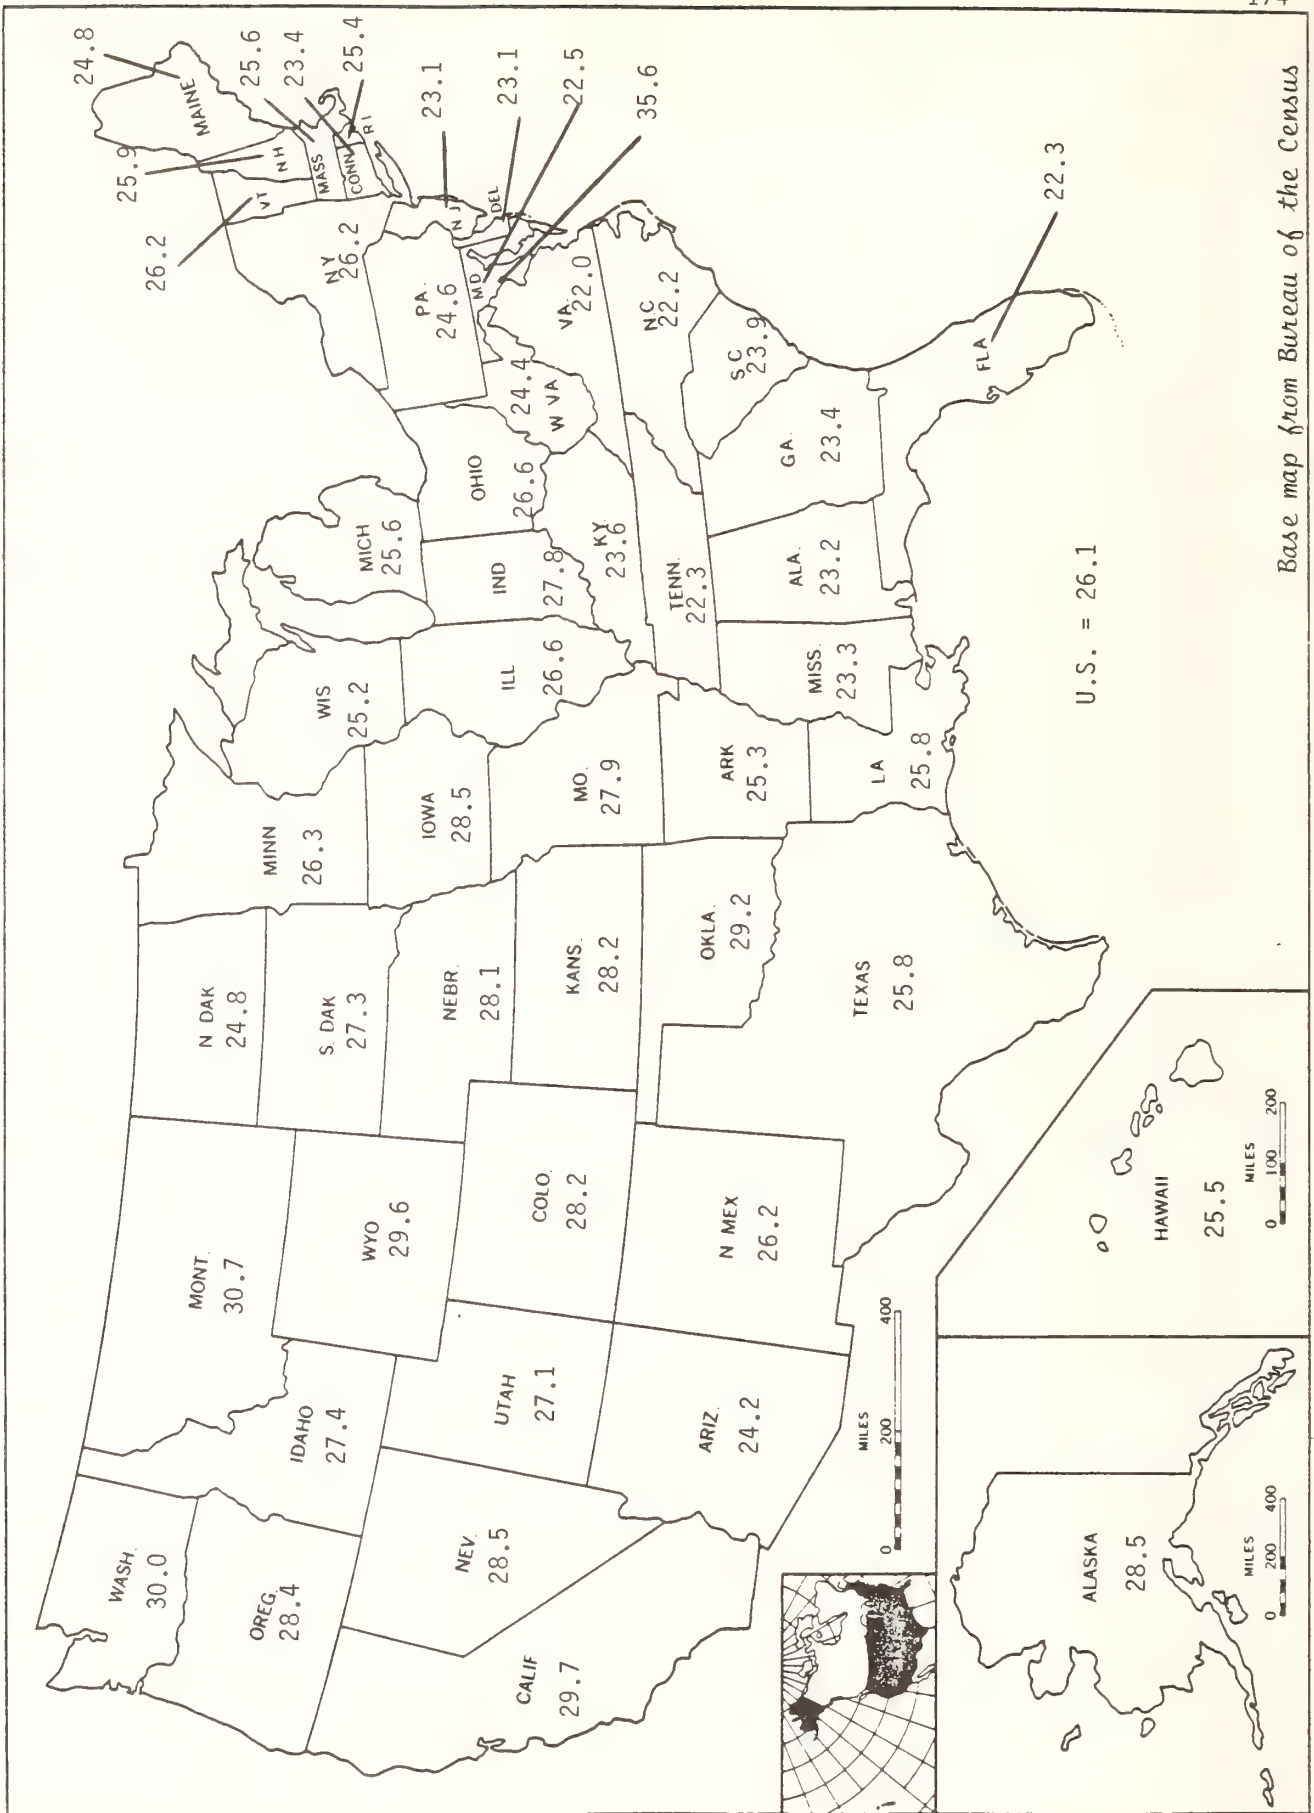 174
WASH.
30.0
OREG.
28.4
CALIF
29.7
NEV.
28.5
IDAHO
27.4
MONT.
30.7
WYO
29.6
UTAH
27.1
ARIZ.
24.2
COLO.
28.2
N MEX
26.2
N DAK
24.8
S. DAK
27.3
NEBR.
28.1
KANS.
28.2
OKLA.
29.2
TEXAS
25.8
MINN
26.3
IOWA
28.5
MO.
27.9
ARK
25.3
LA
25.8
WIS
25.2
ILL
26.6
MICH
25.6
IND
27.8
OHIO
26.6
KY.
23.6
TENN.
22.3
MISS.
23.3
ALA.
23.2
GA.
23.4
FLA
22.3
S C
23.9
N.C
22.2
VA.
22.0
W VA
24.4
PA.
24.6
N Y
26.2
VT
26.2
N H
25.9
MAINE
24.8
MASS
25.6
CONN
23.4
R I
25.4
N J
23.1
DEL
23.1
MD
22.5
35.6
U.S. = 26.1
MILES
0 200 400
ALASKA
28.5
MILES
0 200 400
HAWAII
25.5
MILES
0 100 200
Base map from Bureau of the Census